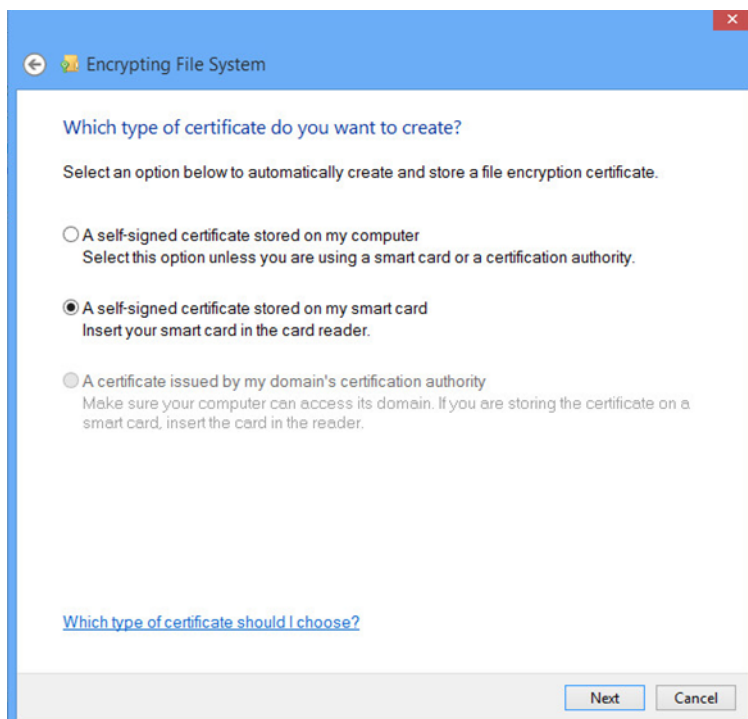 Encrypting File System
Which type of certificate do you want to create?
Select an option below to automatically create and store a file encryption certificate.
A self-signed certificate stored on my computer
Select this option unless you are using a smart card or a certification authority.
A self-signed certificate stored on my smart card
Insert your smart card in the card reader.
A certificate issued by my domain's certification authority
Make sure your computer can access its domain. If you are storing the certificate on a
smart card, insert the card in the reader.
Which type of certificate should I choose?
Next Cancel